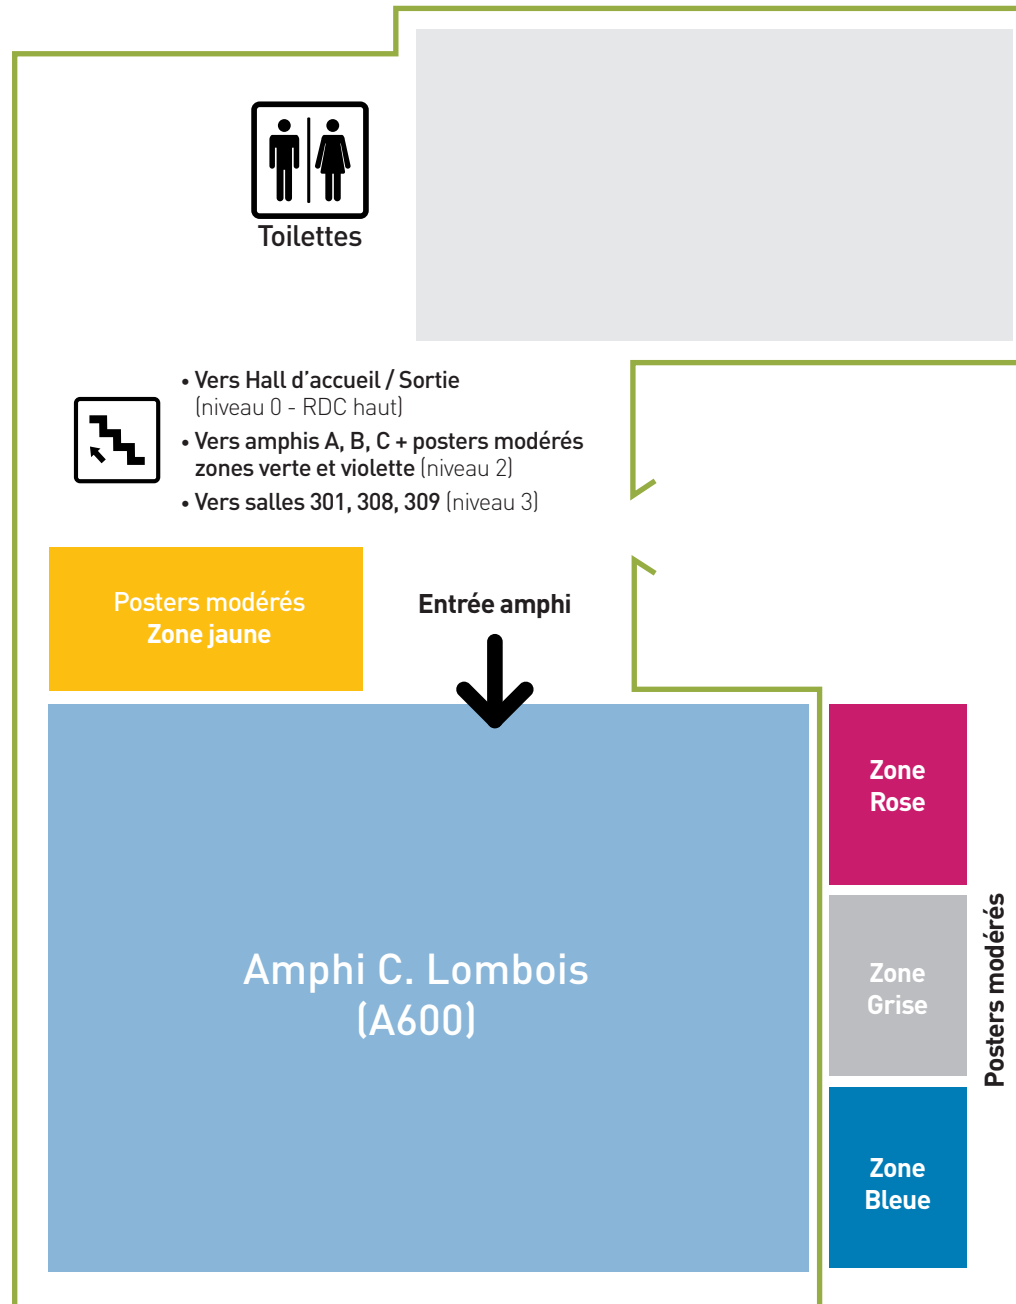 Toilettes
• Vers Hall d'accueil / Sortie
(niveau 0 - RDC haut)
• Vers amphis A, B, C + posters modérés
zones verte et violette (niveau 2)
• Vers salles 301, 308, 309 (niveau 3)
Posters modérés
Zone jaune
Entrée amphi
Amphi C. Lombois
(A600)
Zone
Rose
Zone
Grise
Zone
Bleue
Posters modérés